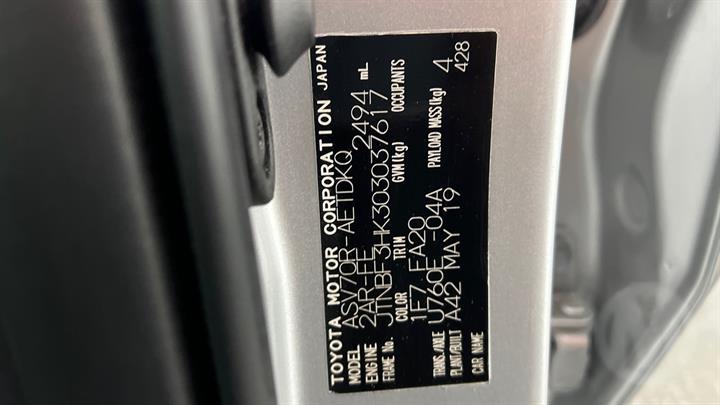 TOYOTA MOTOR CORPORATION JAPAN
MODEL ASV70R-AETDKQ
ENGINE 2AR-FE 2494 mL
FRAME No. JTNBF3HK303037617
COLOR TRIM GVM(kg) OCCUPANTS
1F7 FA20 4
TRANS/AXLE U760E -04A PAYLOAD MASS(kg) 428
PLANT/BUILT A42 MAY 19
CAR NAME